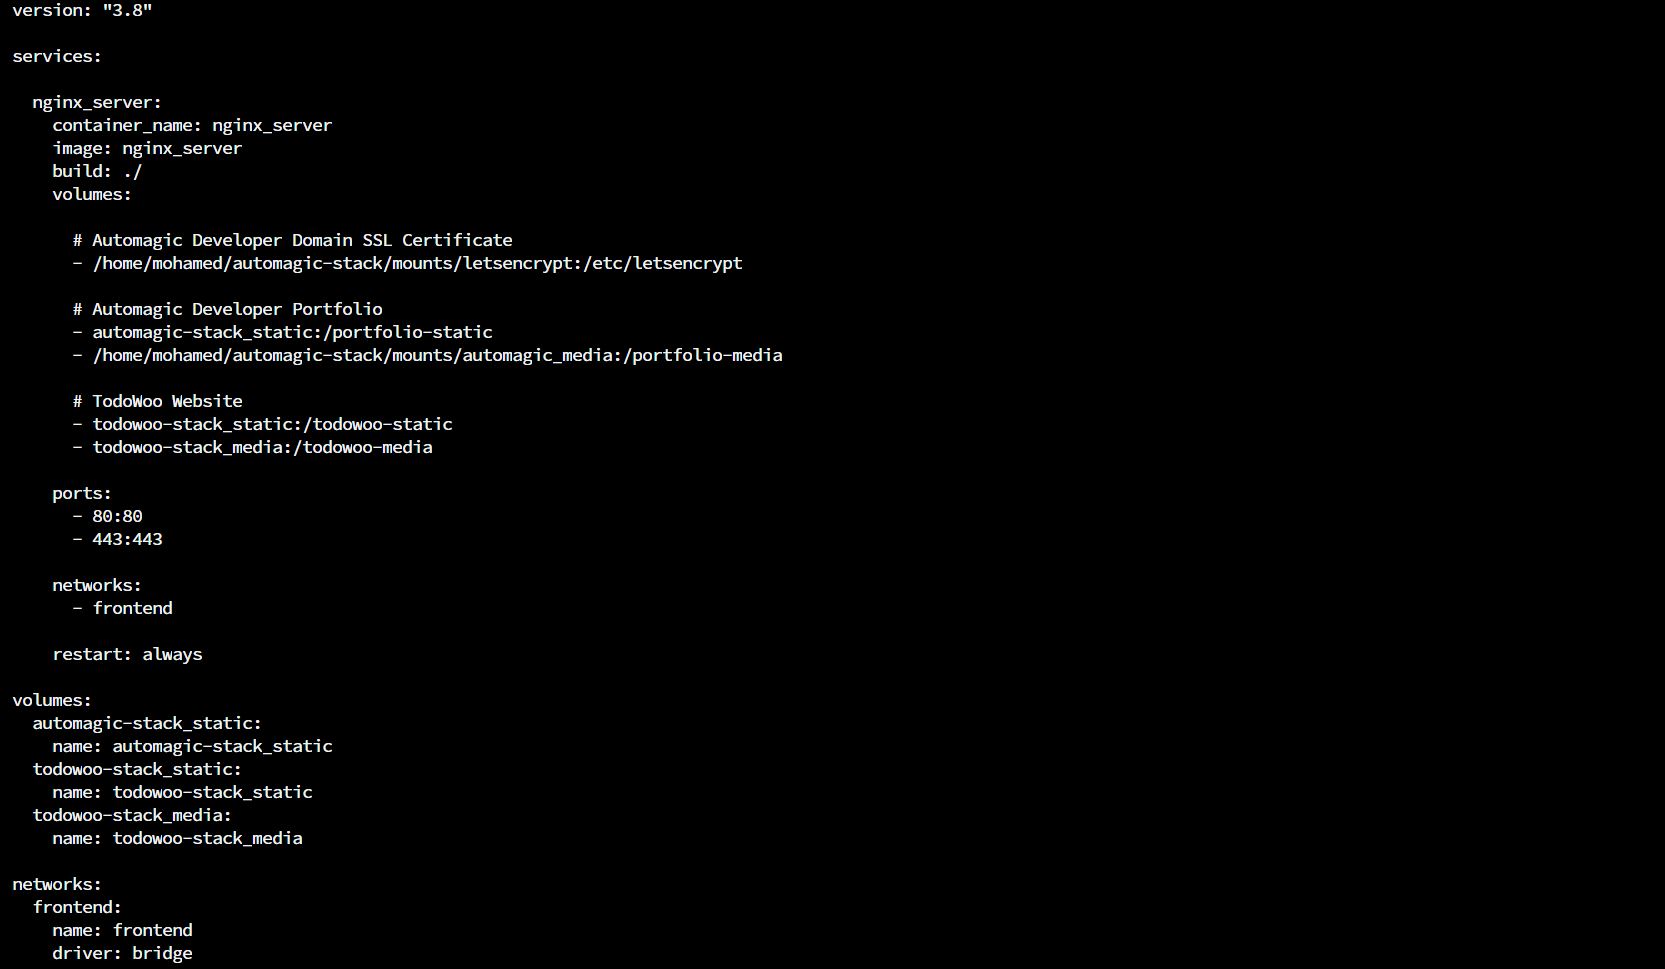 version: "3.8"
services:
nginx_server:
container_name: nginx_server
image: nginx_server
build: ./
volumes:
# Automagic Developer Domain SSL Certificate
- /home/mohamed/automagic-stack/mounts/letsencrypt:/etc/letsencrypt
# Automagic Developer Portfolio
- automagic-stack_static:/portfolio-static
- /home/mohamed/automagic-stack/mounts/automagic_media:/portfolio-media
# TodoWoo Website
- todowoo-stack_static:/todowoo-static
- todowoo-stack_media:/todowoo-media
ports:
- 80:80
- 443:443
networks:
- frontend
restart: always
volumes:
automagic-stack_static:
name: automagic-stack_static
todowoo-stack_static:
name: todowoo-stack_static
todowoo-stack_media:
name: todowoo-stack_media
networks:
frontend:
name: frontend
driver: bridge